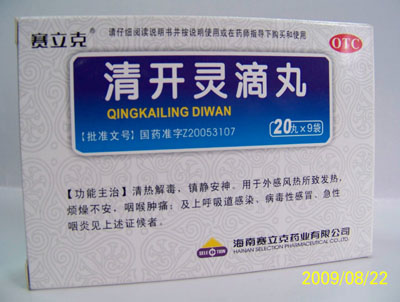 赛立克®
请仔细阅读说明书并按说明使用或在药师指导下购买和使用
OTC
清开灵滴丸
QINGKAILING DIWAN
【批准文号】国药准字Z20053107
20丸×9袋
【功能主治】清热解毒、镇静安神。用于外感风热所致发热,
烦燥不安、咽喉肿痛;及上呼吸道感染、病毒性感冒、急性
咽炎见上述证候者。
海南赛立克药业有限公司
HAINAN SELECTION PHARMACEUTICAL CO.,LTD
2009/08/22